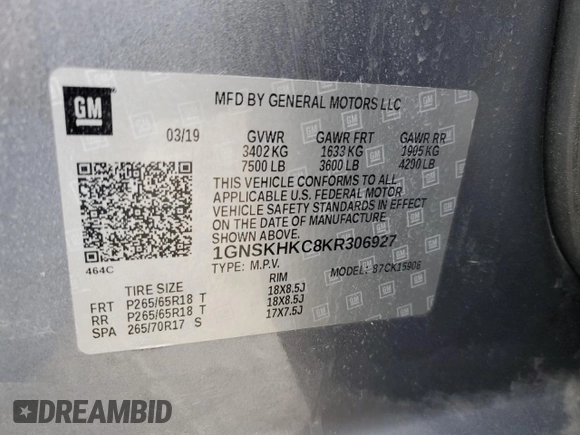 GM
MFD BY GENERAL MOTORS LLC
03/19 GVWR GAWR FRT GAWR RR
3402 KG 1633 KG 1905 KG
7500 LB 3600 LB 4200 LB
THIS VEHICLE CONFORMS TO ALL
APPLICABLE U.S. FEDERAL MOTOR
VEHICLE SAFETY STANDARDS IN EFFECT
ON THE DATE OF MANUFACTURE
SHOWN ABOVE.
1GNSKHKC8KR306927
464C
TYPE: M.P.V. MODEL: B7CK15906
TIRE SIZE RIM
FRT P265/65R18 T 18X8.5J
RR P265/65R18 T 18X8.5J
SPA 265/70R17 S 17X7.5J
DREAMBID